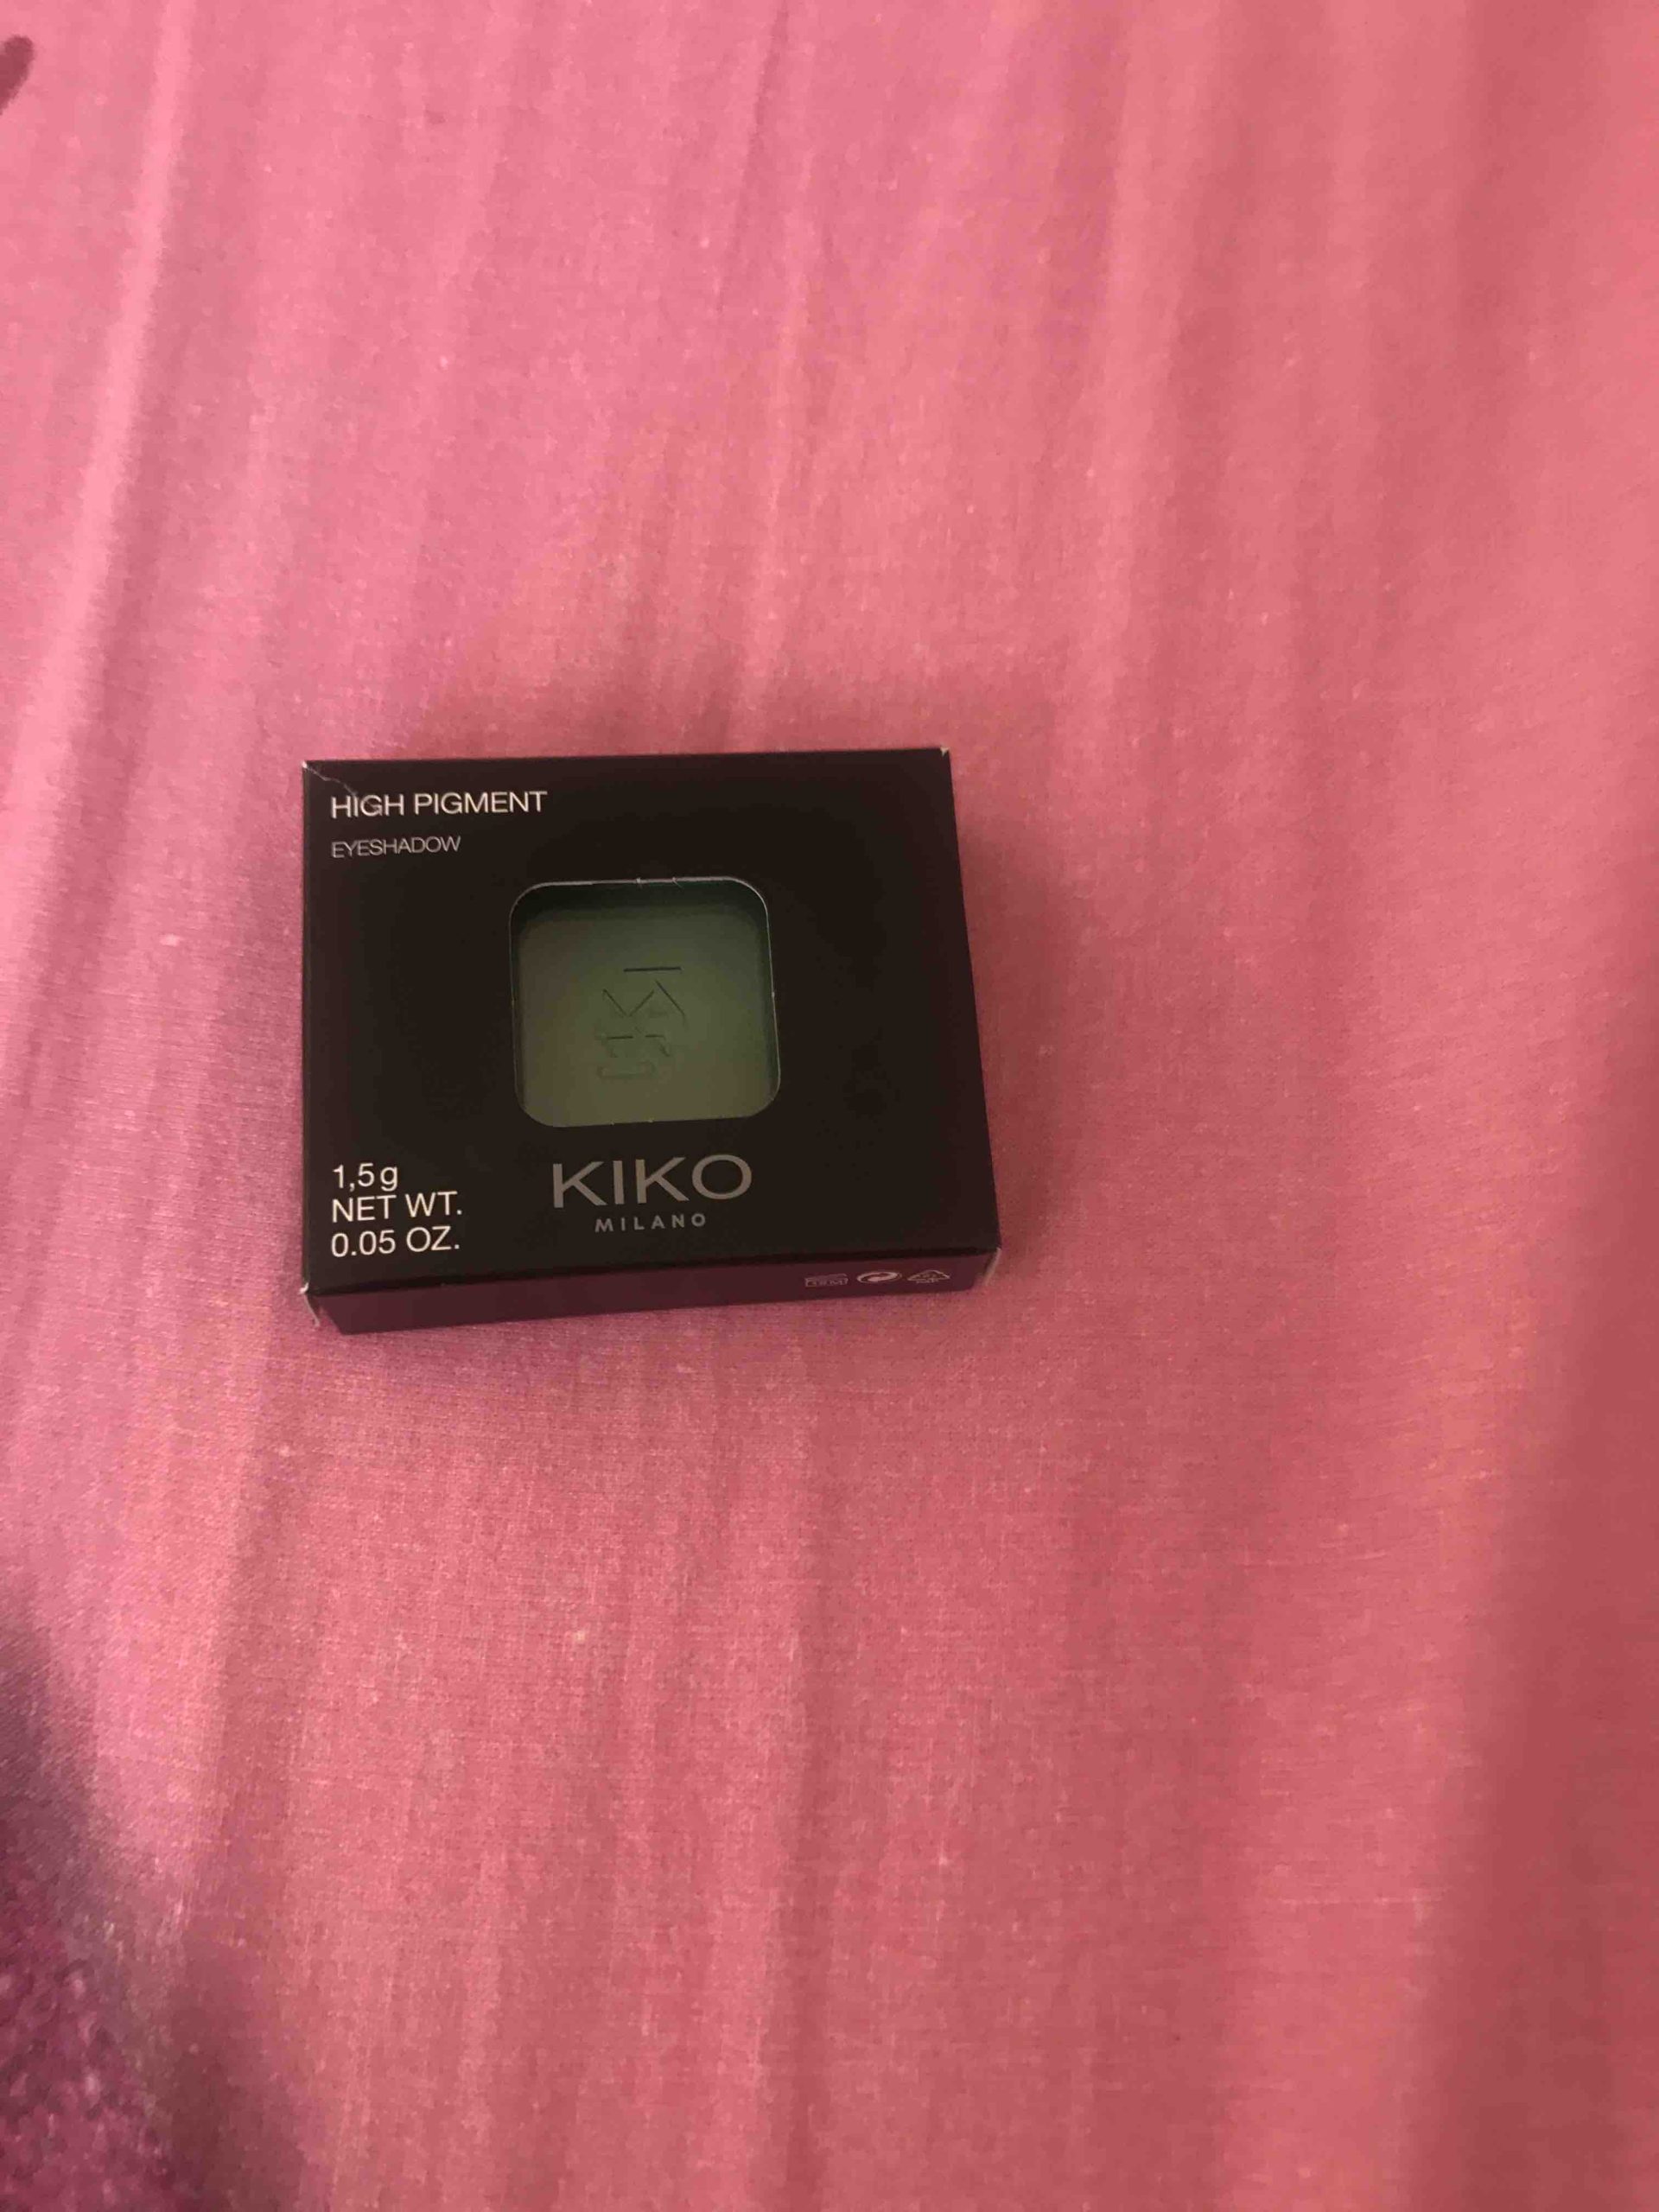 HIGH PIGMENT
EYESHADOW
1,5g
NET WT.
0.05 OZ.
KIKO
MILANO